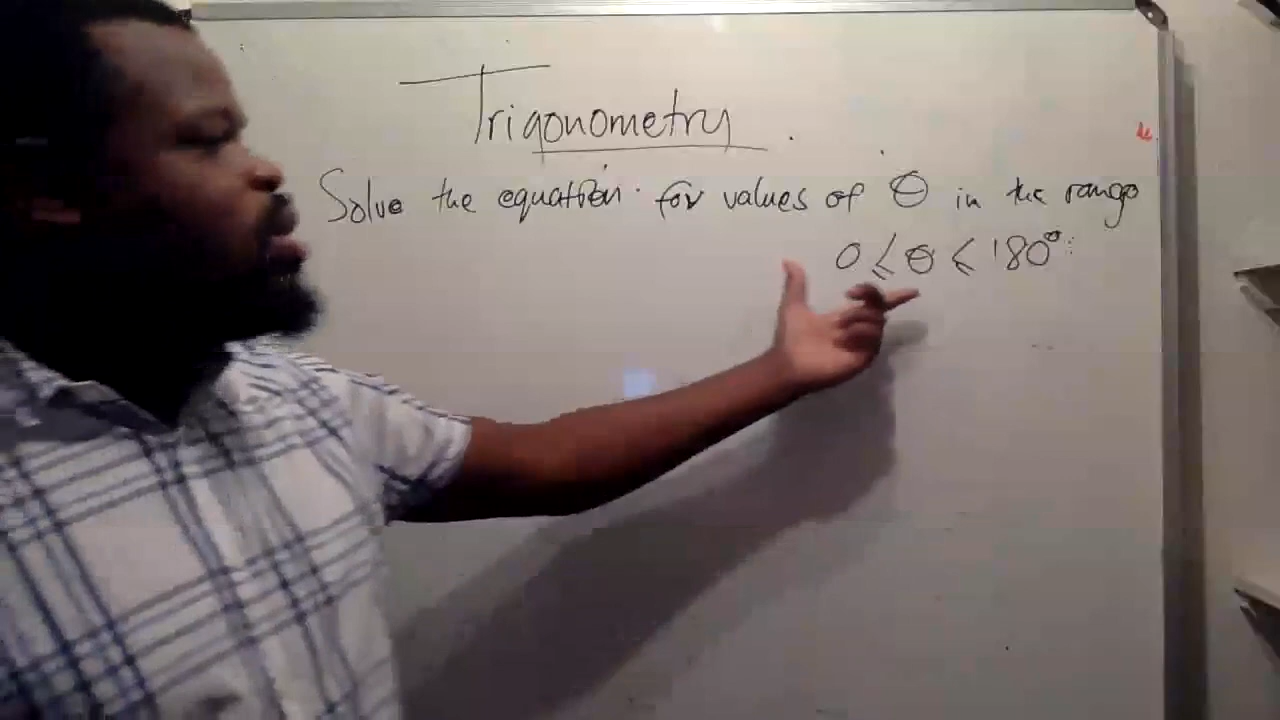 Trigonometry.
Solve the equation for values of θ in the range
0 ≤ θ ≤ 180°